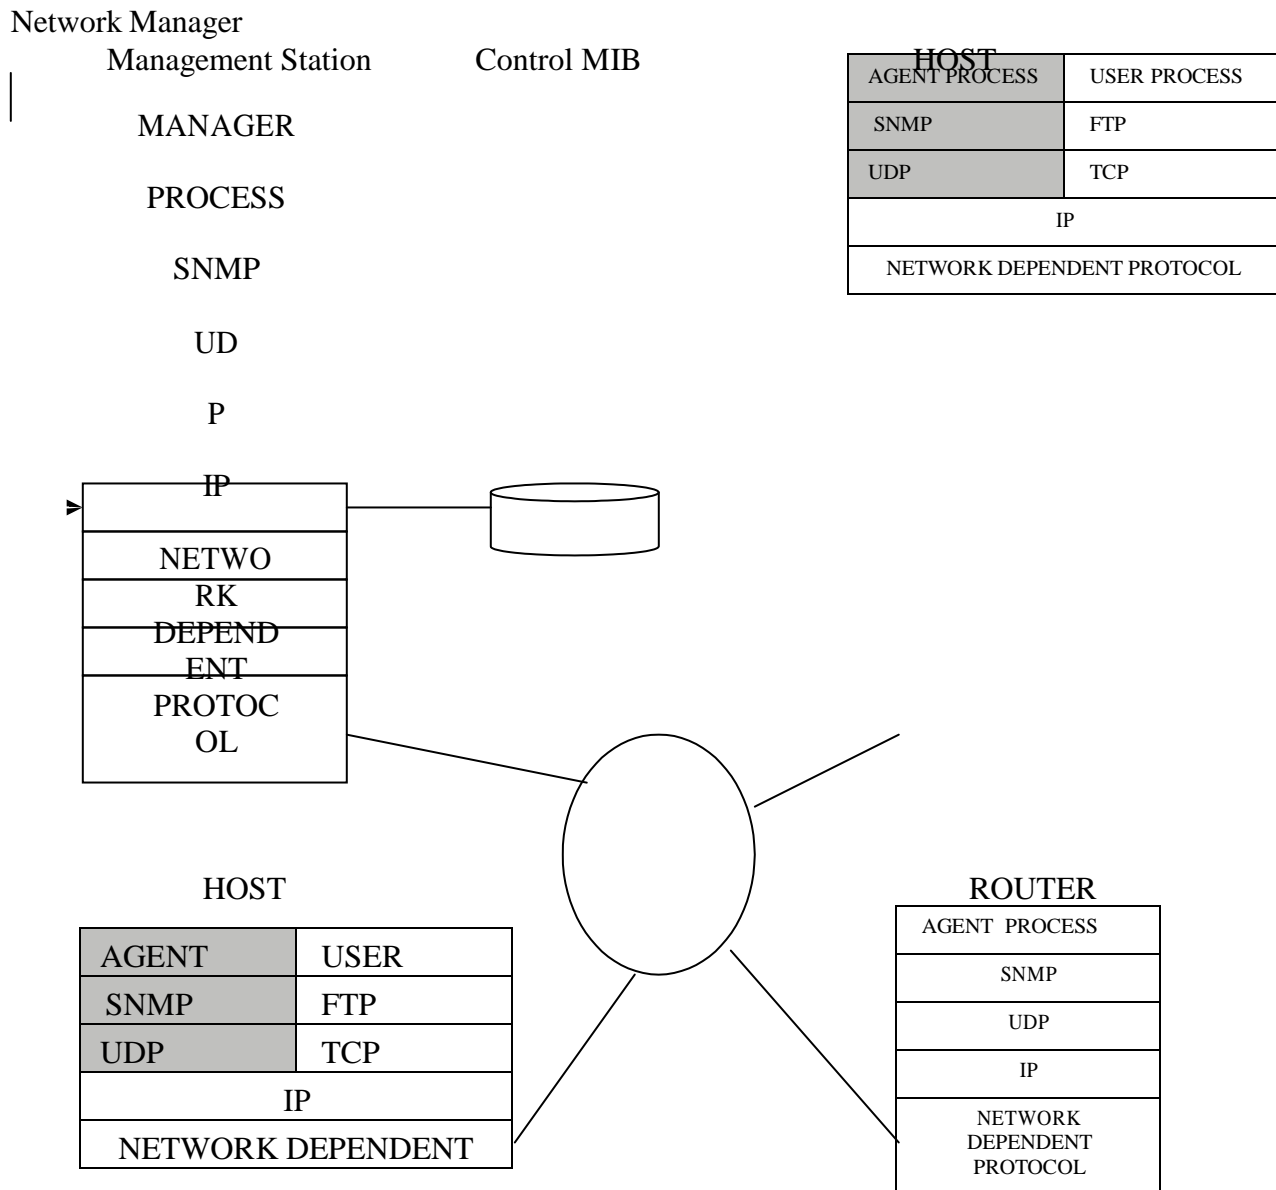 Network Manager
Management Station
Control MIB
HOST
AGENT PROCESS
USER PROCESS
SNMP
FTP
UDP
TCP
IP
NETWORK DEPENDENT PROTOCOL
MANAGER
PROCESS
SNMP
UD
P
IP
NETWO
RK
DEPEND
ENT
PROTOC
OL
HOST
AGENT
USER
SNMP
FTP
UDP
TCP
IP
NETWORK DEPENDENT
ROUTER
AGENT PROCESS
SNMP
UDP
IP
NETWORK
DEPENDENT
PROTOCOL